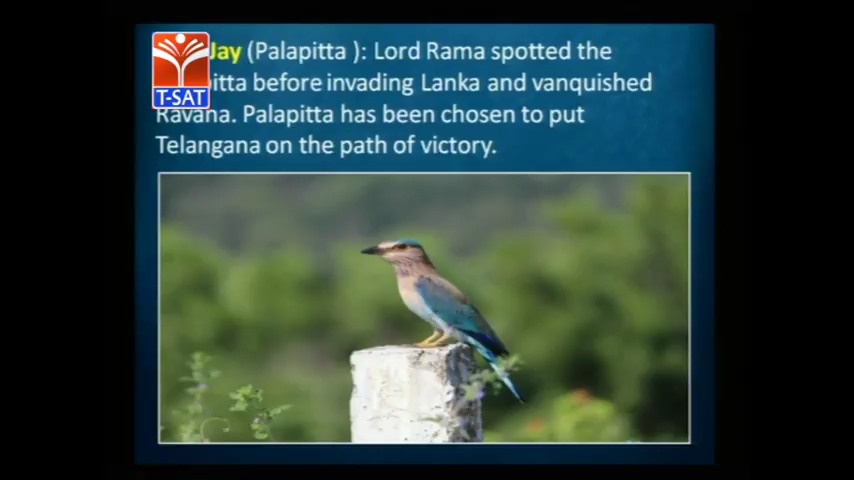 Jay (Palapitta ): Lord Rama spotted the
before invading Lanka and vanquished
Ravana. Palapitta has been chosen to put
Telangana on the path of victory.
T-SAT